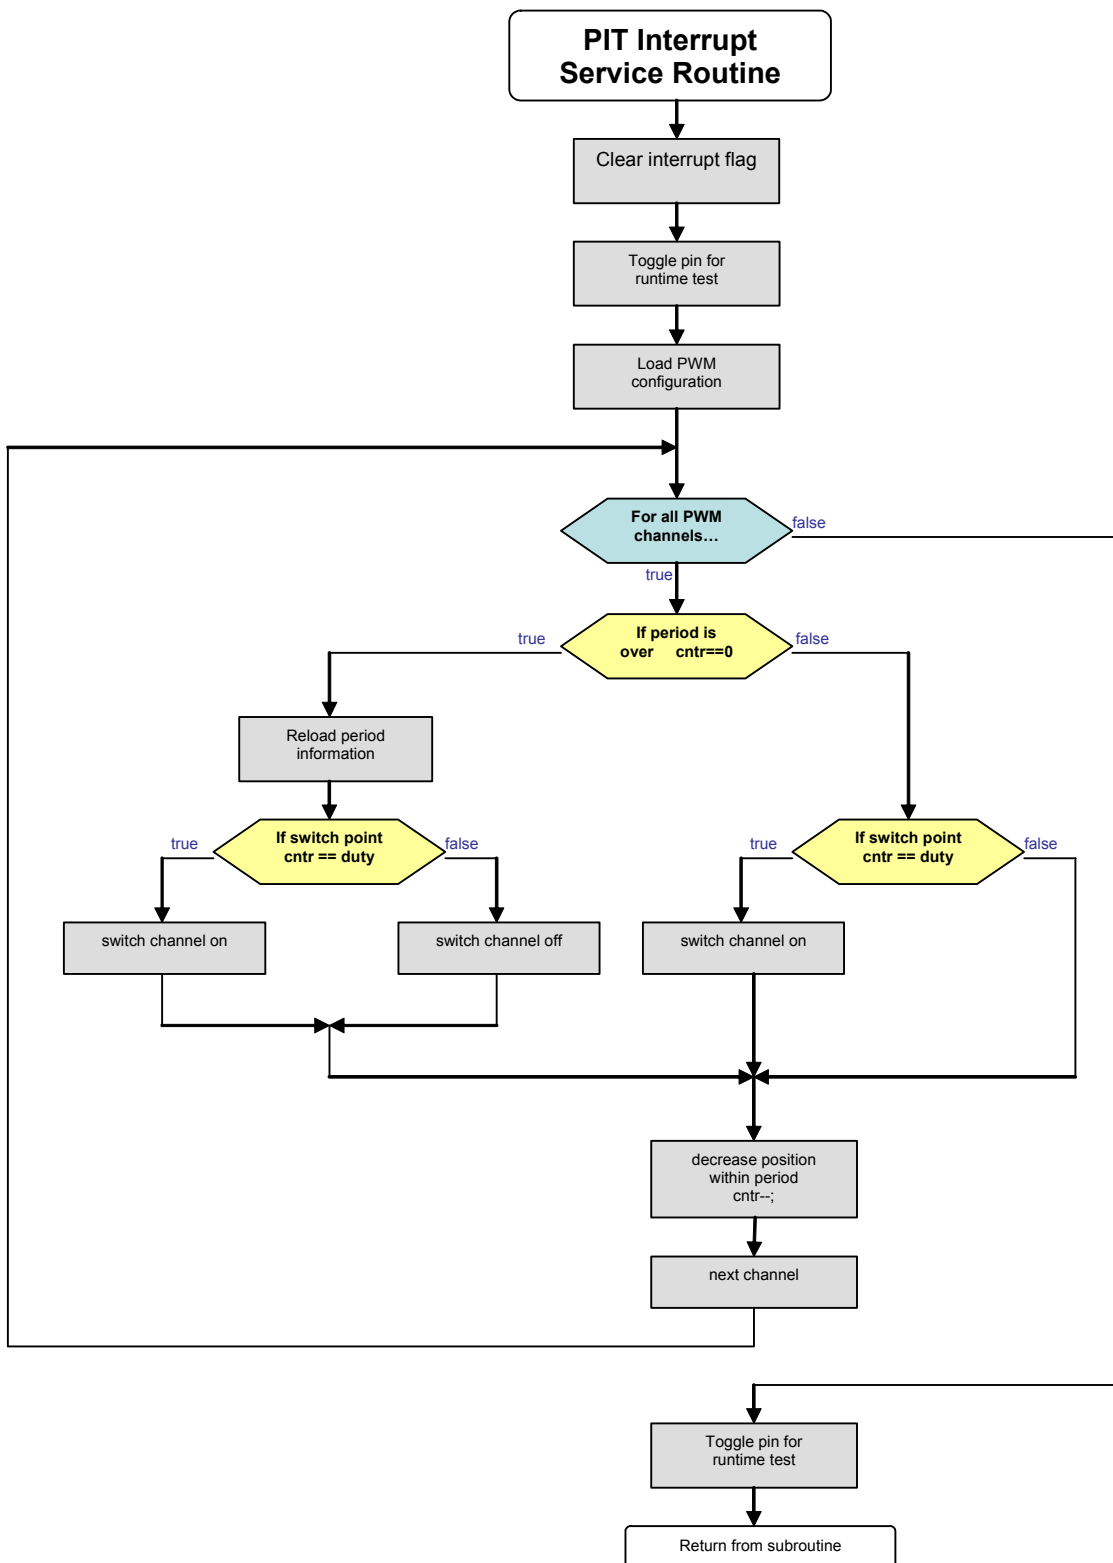 PIT Interrupt
Service Routine
Clear interrupt flag
Toggle pin for
runtime test
Load PWM
configuration
For all PWM
channels…
false
true
If period is
over cntr==0
true
false
Reload period
information
If switch point
cntr == duty
true
false
If switch point
cntr == duty
true
false
switch channel on
switch channel off
switch channel on
decrease position
within period
cntr--;
next channel
Toggle pin for
runtime test
Return from subroutine